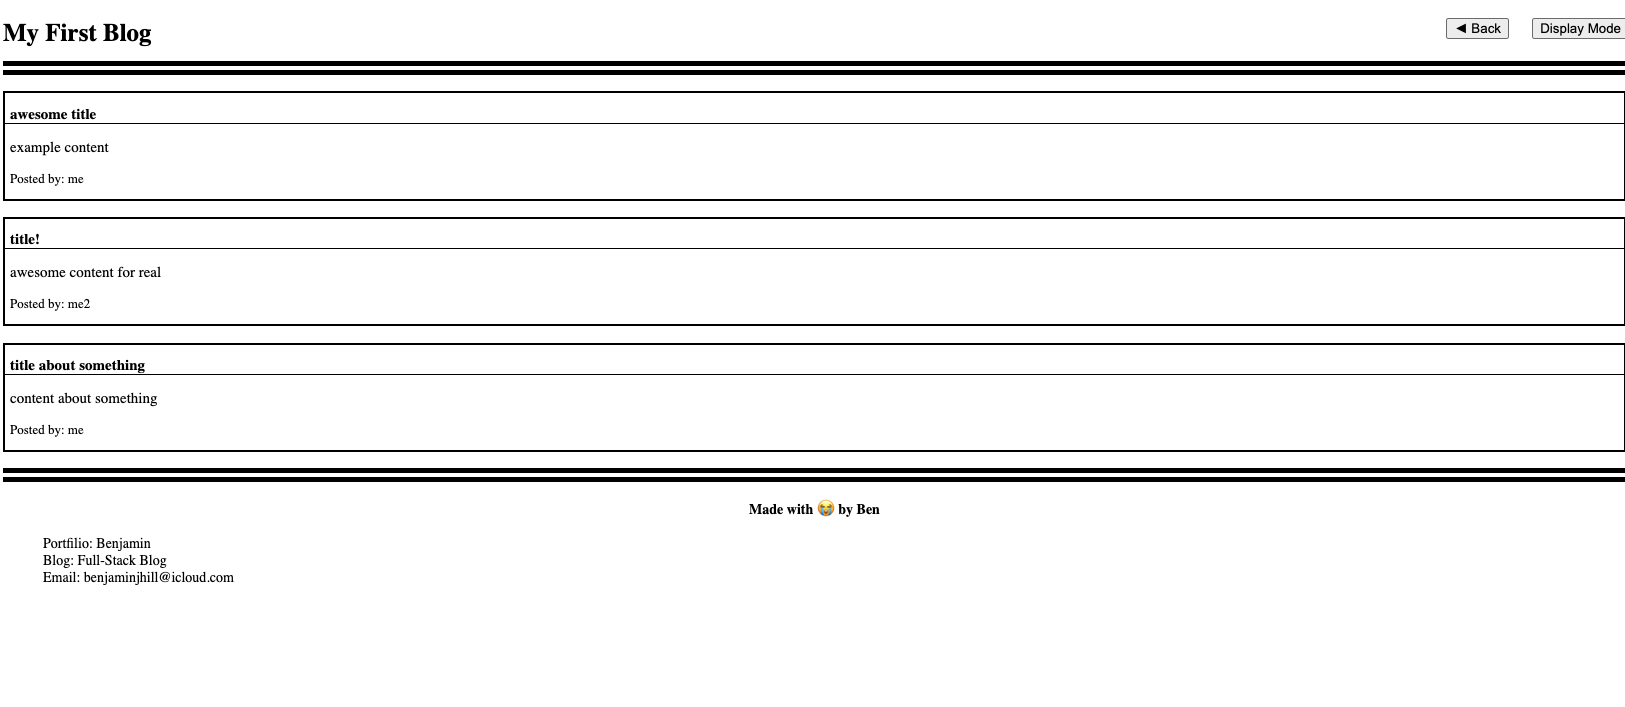 My First Blog
◄ Back
Display Mode
awesome title
example content
Posted by: me
title!
awesome content for real
Posted by: me2
title about something
content about something
Posted by: me
Made with 😭 by Ben
Portfilio: Benjamin
Blog: Full-Stack Blog
Email: benjaminjhill@icloud.com